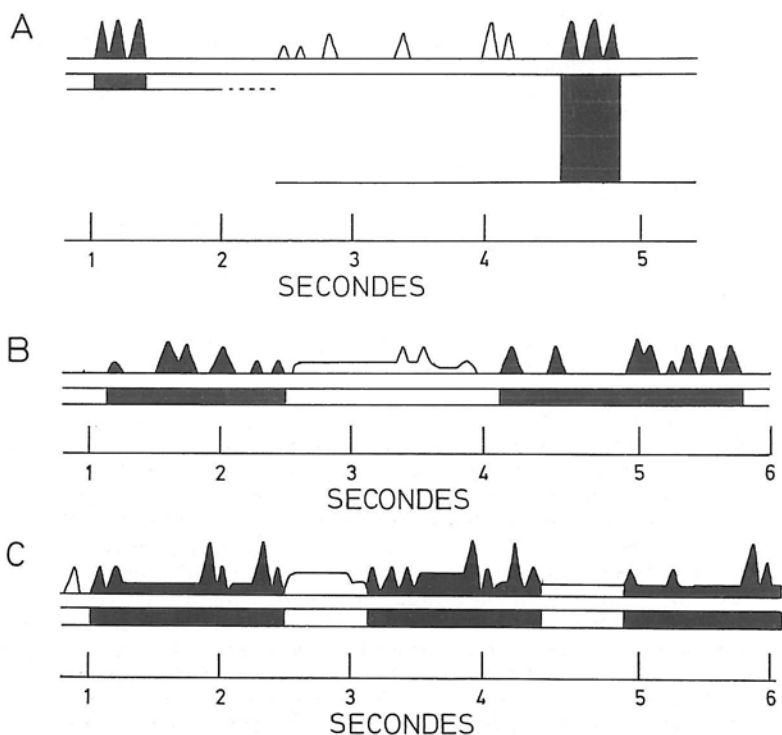 A
1 2 3 4 5
SECONDES
B
1 2 3 4 5 6
SECONDES
C
1 2 3 4 5 6
SECONDES